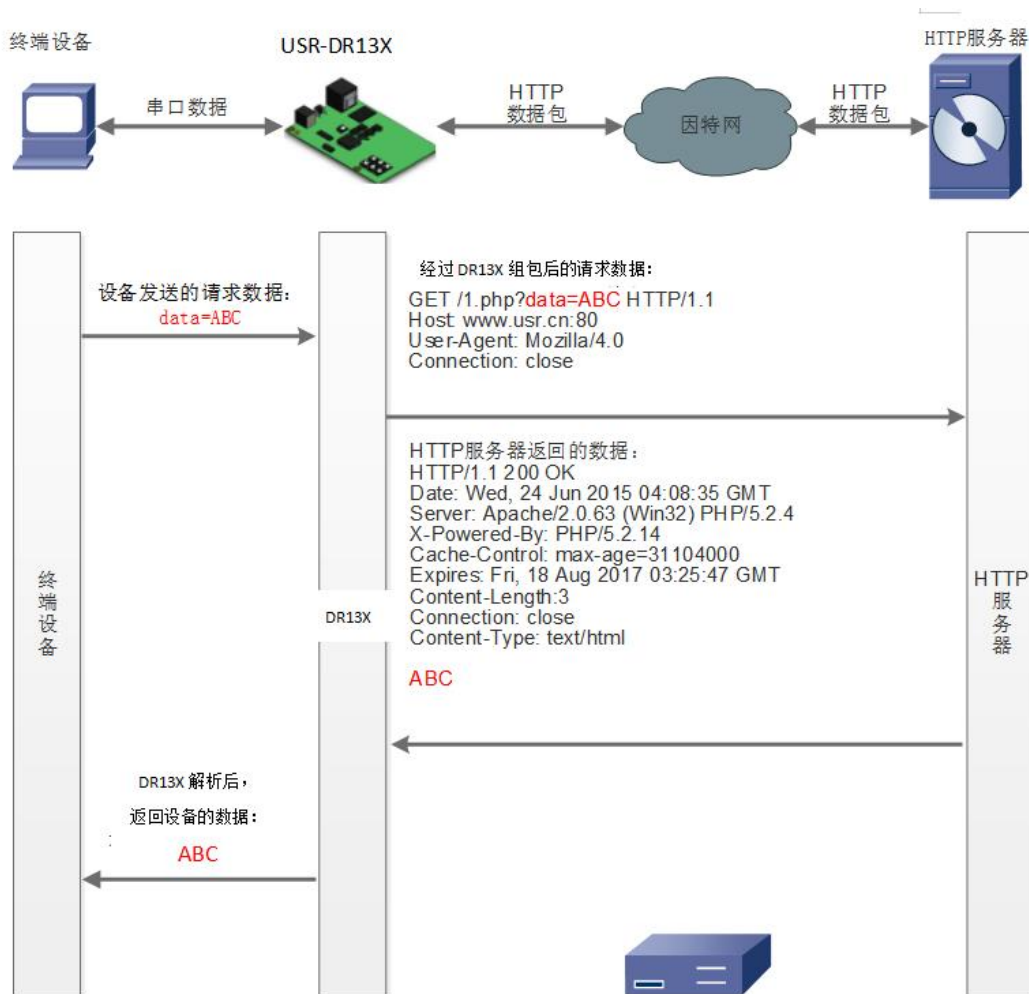 终端设备
USR-DR13X
HTTP服务器
串口数据
HTTP
数据包
因特网
HTTP
数据包
设备发送的请求数据：
data=ABC
经过DR13X 组包后的请求数据：
GET /1.php?data=ABC HTTP/1.1
Host: www.usr.cn:80
User-Agent: Mozilla/4.0
Connection: close
HTTP服务器返回的数据：
HTTP/1.1 200 OK
Date: Wed, 24 Jun 2015 04:08:35 GMT
Server: Apache/2.0.63 (Win32) PHP/5.2.4
X-Powered-By: PHP/5.2.14
Cache-Control: max-age=31104000
Expires: Fri, 18 Aug 2017 03:25:47 GMT
Content-Length:3
Connection: close
Content-Type: text/html
ABC
终端设备
DR13X
HTTP
服务器
DR13X 解析后，
返回设备的数据：
ABC